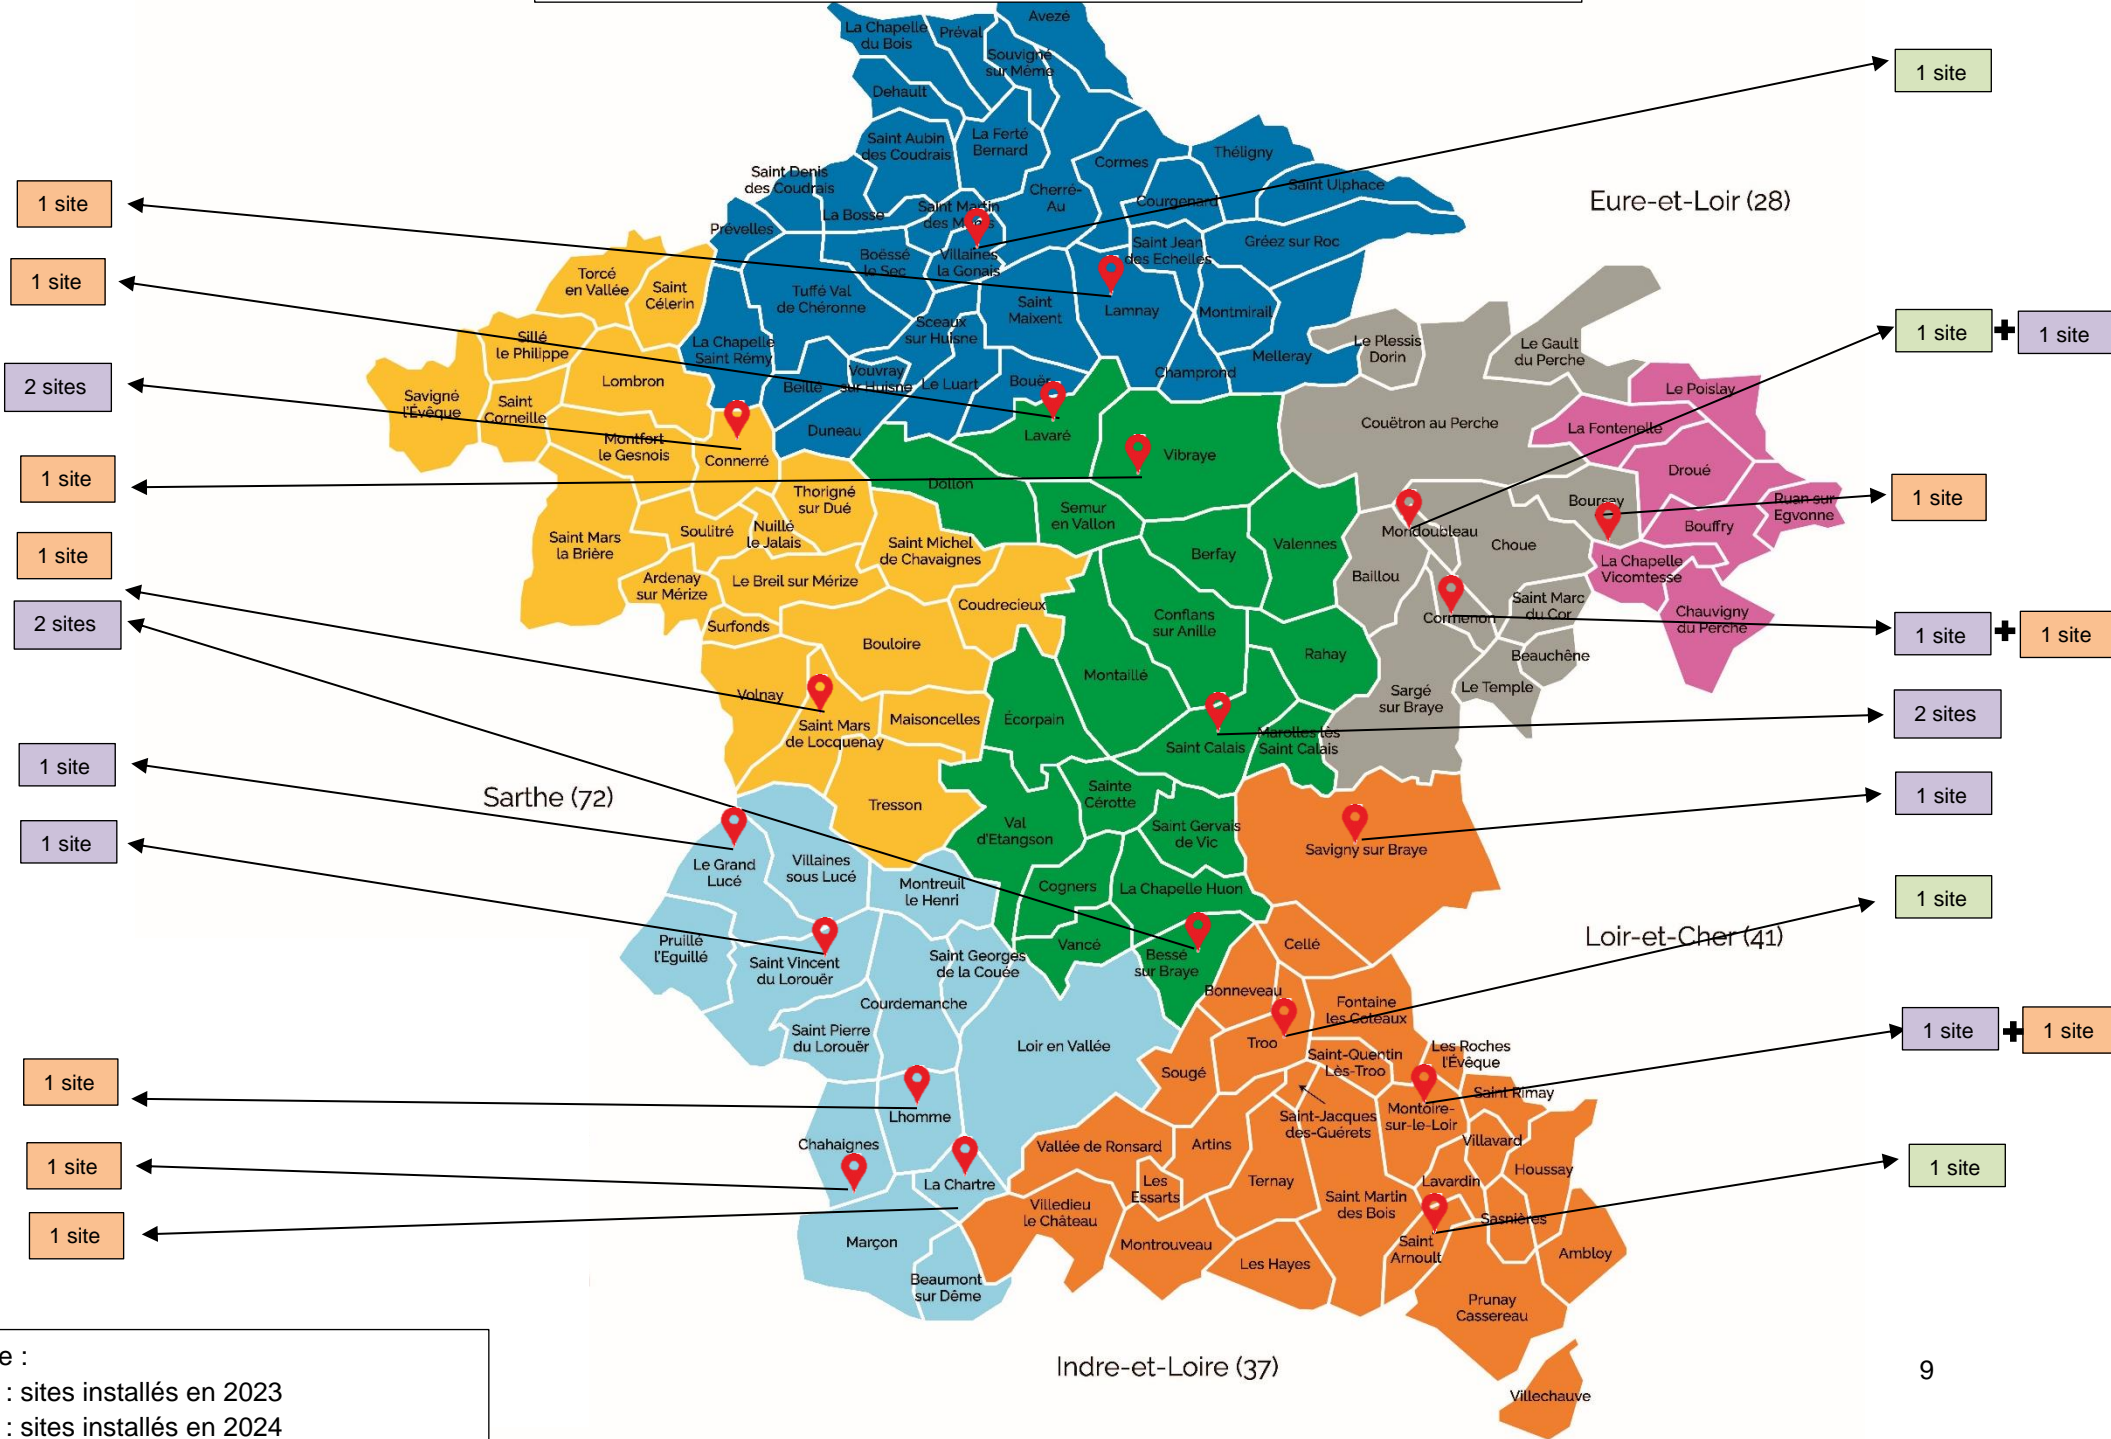 Avezé
La Chapelle
du Bois
Préval
Souvigné
sur Même
Dehault
Saint Aubin
des Coudrais
La Ferté
Bernard
Cormes
Théligny
Saint Denis
des Coudrais
Cherré-
Au
Saint Ulphace
La Bosse
Saint Martin
des Monts
Courgenard
Prévelles
Boëssé
le Sec
Villaines
la Gonais
Saint Jean
des Echelles
Gréez sur Roc
Tuffé Val
de Chéronne
Saint
Maixent
Lamnay
Montmirail
Sceaux
sur Huisne
La Chapelle
Saint Rémy
Melleray
Beillé
Vouvray
sur Huisne
Le Luart
Bouër
Champrond
Duneau
Torcé
en Vallée
Saint
Célerin
Sillé
le Philippe
Lombron
Savigné
l'Évêque
Saint
Corneille
Montfort
le Gesnois
Connerré
Thorigné
sur Dué
Saint Mars
la Brière
Soulitré
Nuillé
le Jalais
Saint Michel
de Chavaignes
Ardenay
sur Mérize
Le Breil sur Mérize
Coudrecieux
Surfonds
Bouloire
Volnay
Saint Mars
de Locquenay
Maisoncelles
Tresson
Lavaré
Vibraye
Dollon
Semur
en Vallon
Berfay
Valennes
Conflans
sur Anille
Rahay
Montaillé
Écorpain
Saint Calais
Marolles lès
Saint Calais
Sainte
Cérotte
Val
d'Etangson
Saint Gervais
de Vic
Cogners
La Chapelle Huon
Vancé
Bessé
sur Braye
Le Plessis
Dorin
Le Gault
du Perche
Couëtron au Perche
Boursay
Mondoubleau
Choue
Baillou
Cormenon
Saint Marc
du Cor
Beauchêne
Le Temple
Sargé
sur Braye
Le Poislay
La Fontenelle
Droué
Ruan sur
Egvonne
Bouffry
La Chapelle
Vicomtesse
Chauvigny
du Perche
Le Grand
Lucé
Villaines
sous Lucé
Montreuil
le Henri
Pruillé
l'Eguillé
Saint Vincent
du Lorouër
Saint Georges
de la Couée
Courdemanche
Saint Pierre
du Lorouër
Loir en Vallée
Lhomme
Chahaignes
La Chartre
Marçon
Beaumont
sur Dême
Savigny sur Braye
Cellé
Bonneveau
Fontaine
les Coteaux
Troo
Saint-Quentin
Lès-Troo
Les Roches
l'Évêque
Sougé
Saint Rimay
Saint-Jacques
des-Guérets
Montoire-
sur-le-Loir
Vallée de Ronsard
Artins
Villavard
Houssay
Les
Essarts
Ternay
Lavardin
Villedieu
le Château
Saint Martin
des Bois
Sasnières
Montrouveau
Les Hayes
Saint
Arnoult
Ambloy
Prunay
Cassereau
Villechauve
Eure-et-Loir (28)
Sarthe (72)
Loir-et-Cher (41)
Indre-et-Loire (37)
1 site
1 site
2 sites
1 site
1 site
2 sites
1 site
1 site
1 site
1 site
1 site
1 site
1 site + 1 site
1 site
1 site + 1 site
2 sites
1 site
1 site
1 site + 1 site
1 site
e :
: sites installés en 2023
: sites installés en 2024
9